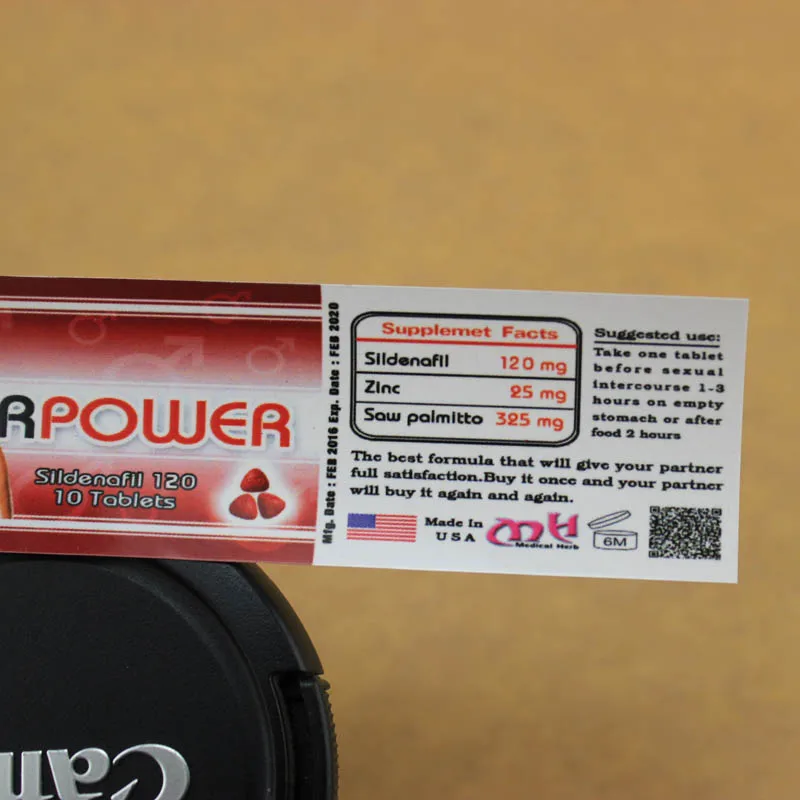 RPOWER
Sildenafil 120
10 Tablets
Mfg. Date : FEB 2016 Exp. Date : FEB 2020
Supplemet Facts
Sildenafil 120 mg
Zinc 25 mg
Saw palmitto 325 mg
Suggested use:
Take one tablet
before sexual
intercourse 1-3
hours on empty
stomach or after
food 2 hours
The best formula that will give your partner
full satisfaction.Buy it once and your partner
will buy it again and again.
Made in
USA
MH
Medical Herb
6M
Can